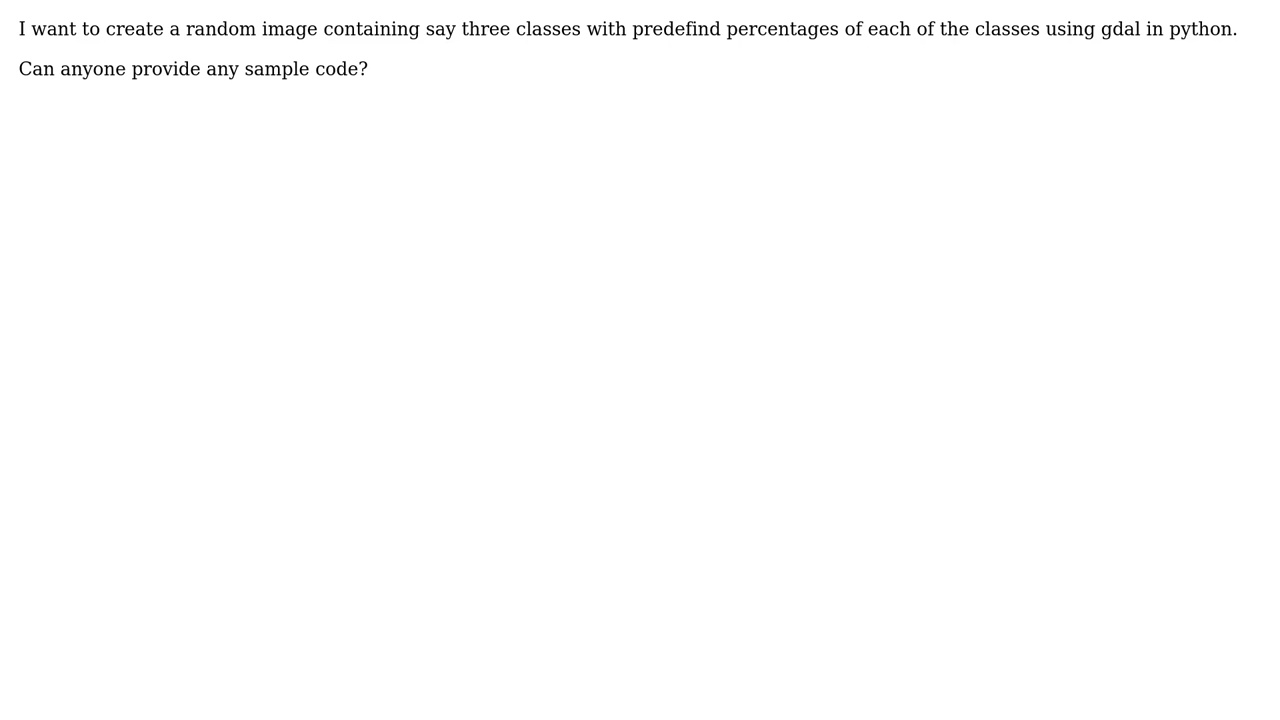 I want to create a random image containing say three classes with predefind percentages of each of the classes using gdal in python.
Can anyone provide any sample code?